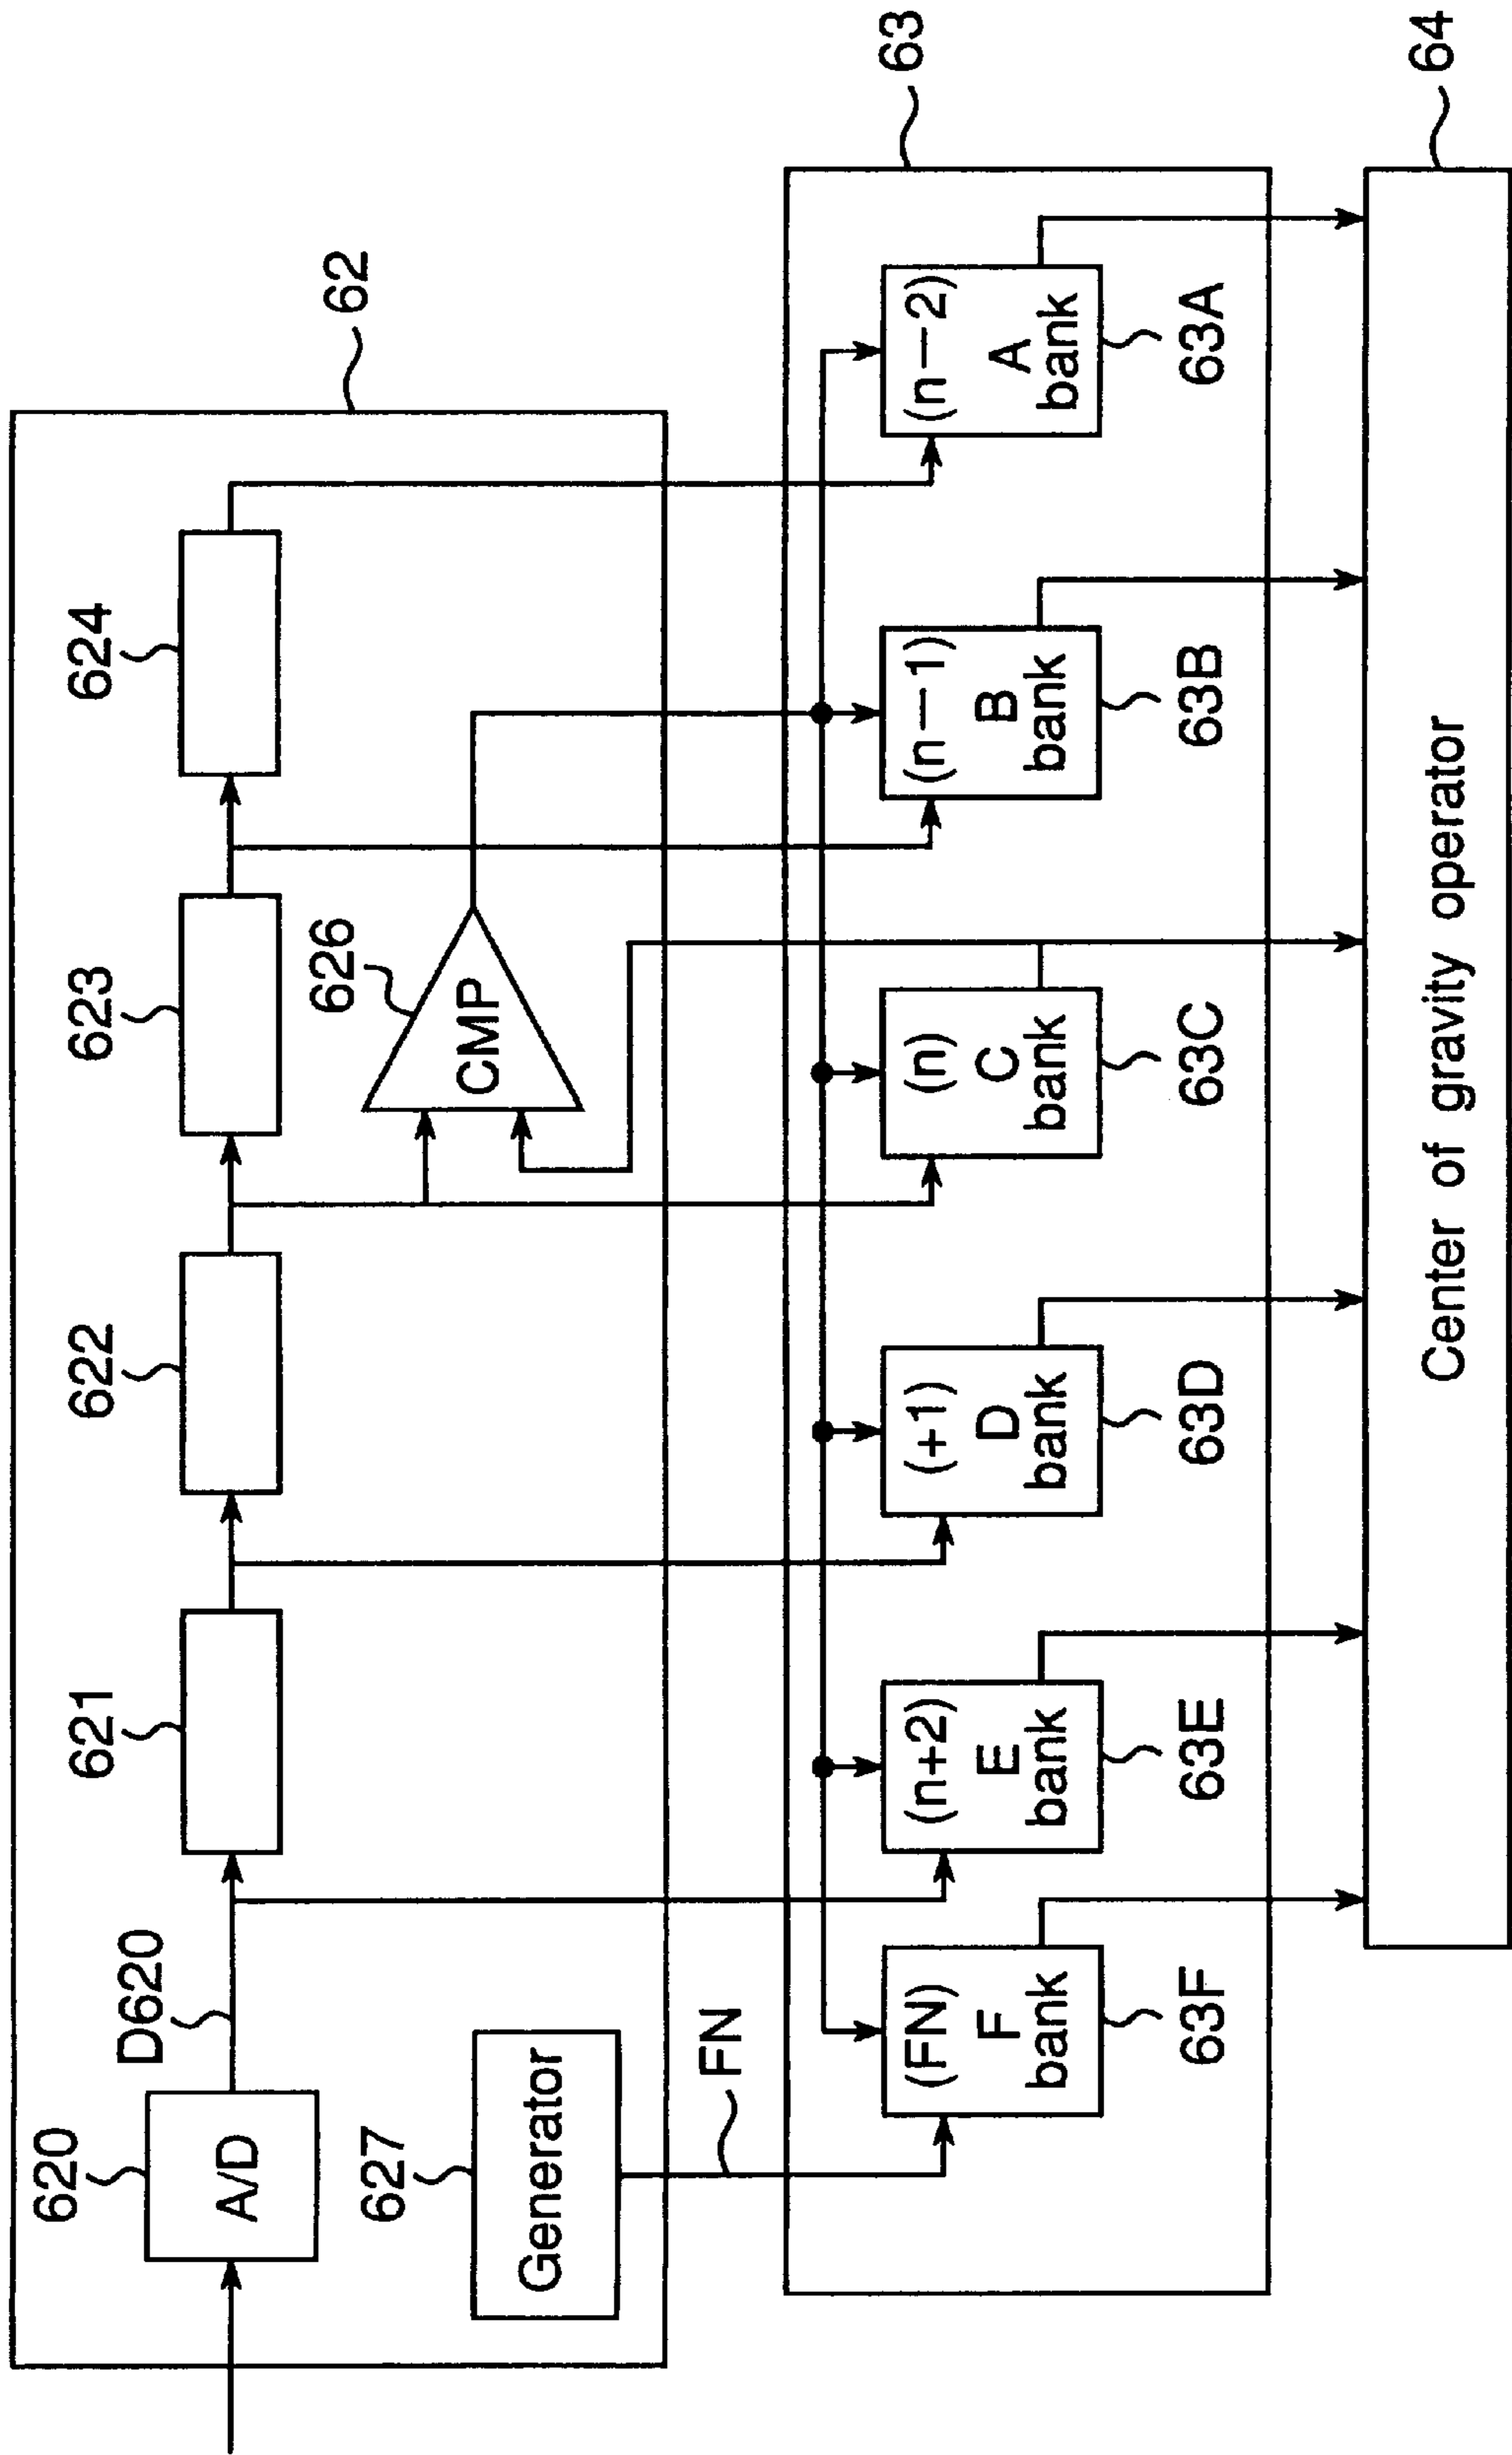 62
620
A/D
D620
621
622
623
624
626
CMP
627
Generator
FN
63
(FN)
F
bank
63F
(n+2)
E
bank
63E
(+1)
D
bank
63D
(n)
C
bank
63C
(n−1)
B
bank
63B
(n−2)
A
bank
63A
64
Center of gravity operator